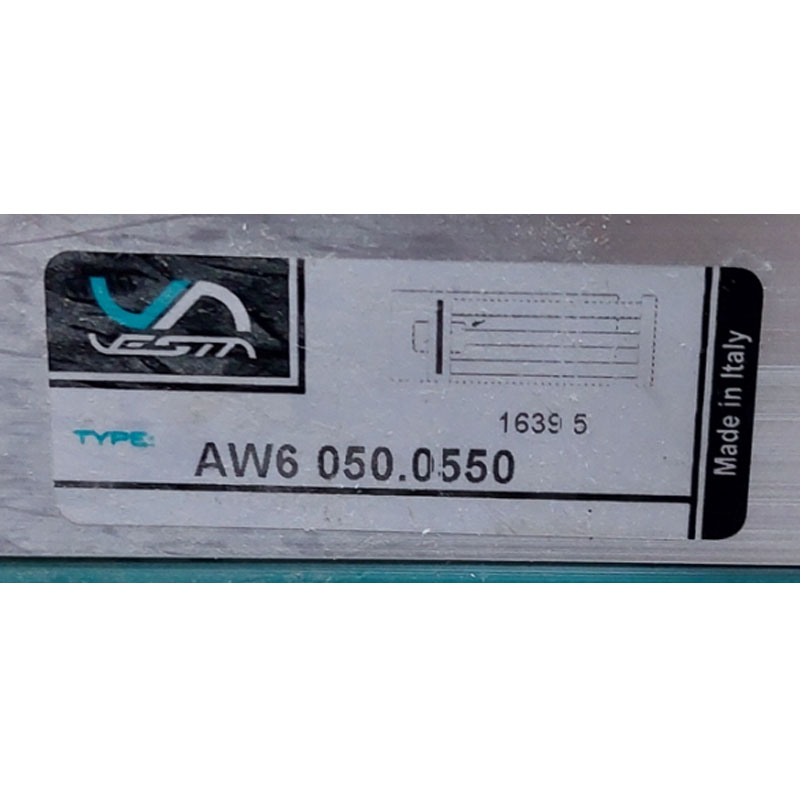 VESTA
1639 5
TYPE:
AW6 050.0550
Made in Italy